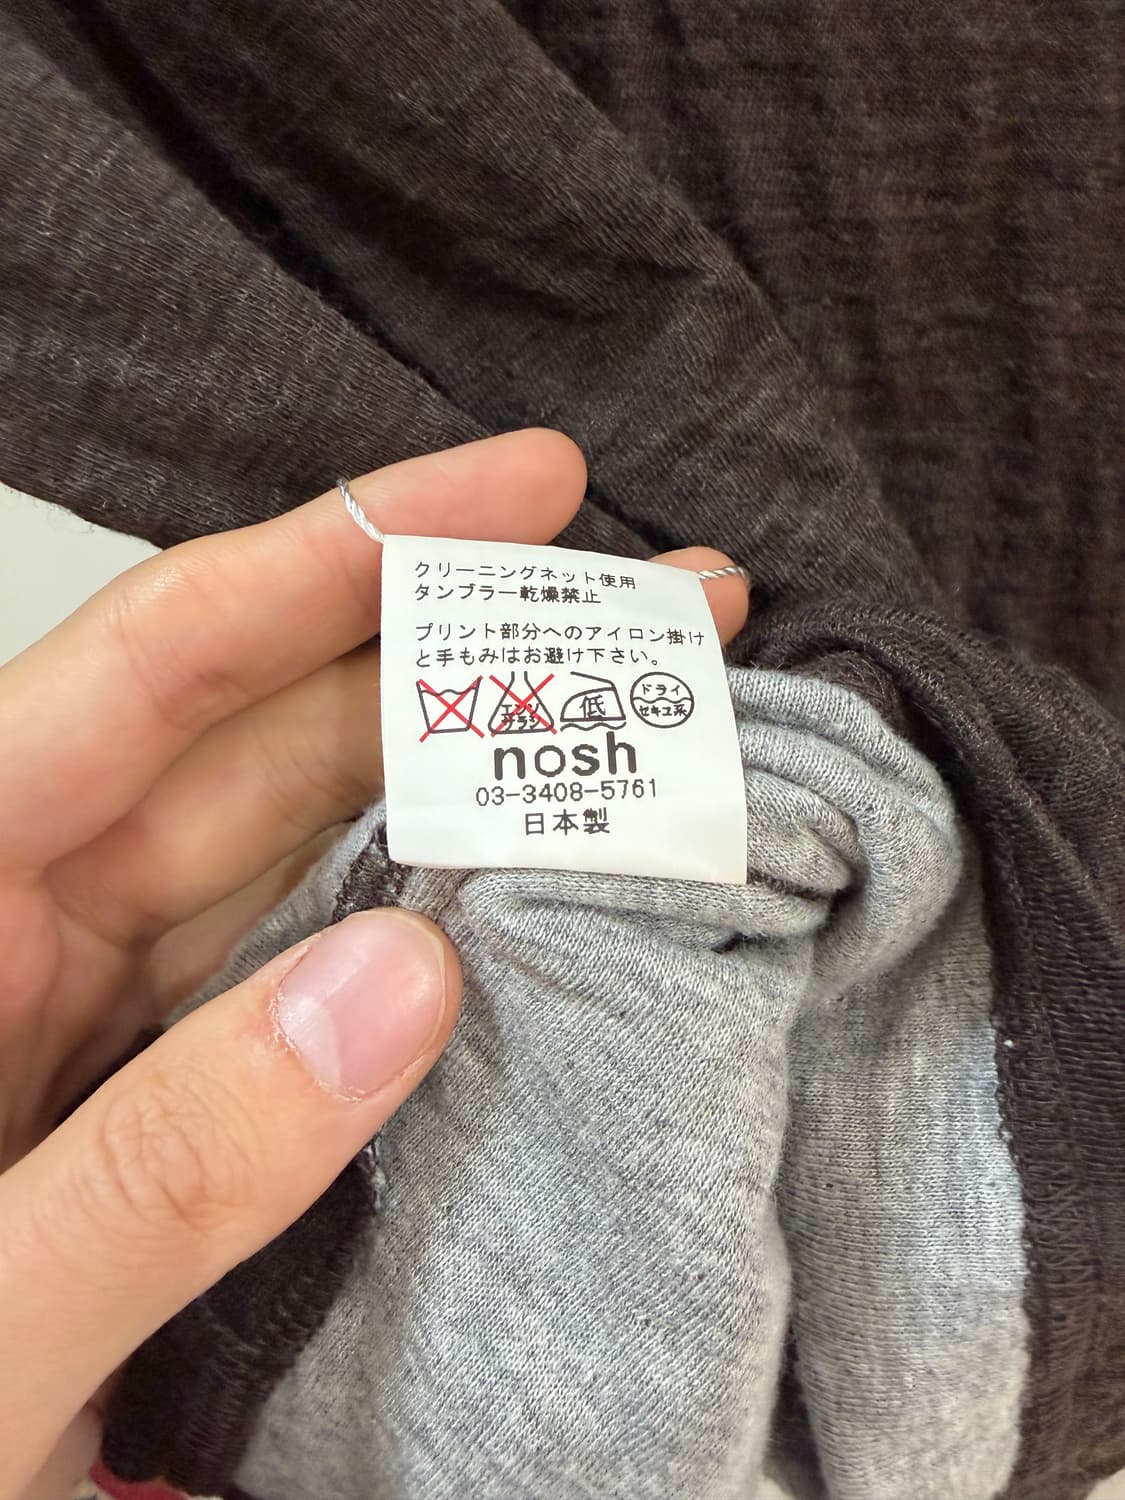 クリーニングネット使用
タンブラー乾燥禁止
プリント部分へのアイロン掛け
と手もみはお避け下さい。
エンソ
サラシ
低
ドライ
セキユ系
nosh
03-3408-5761
日本製